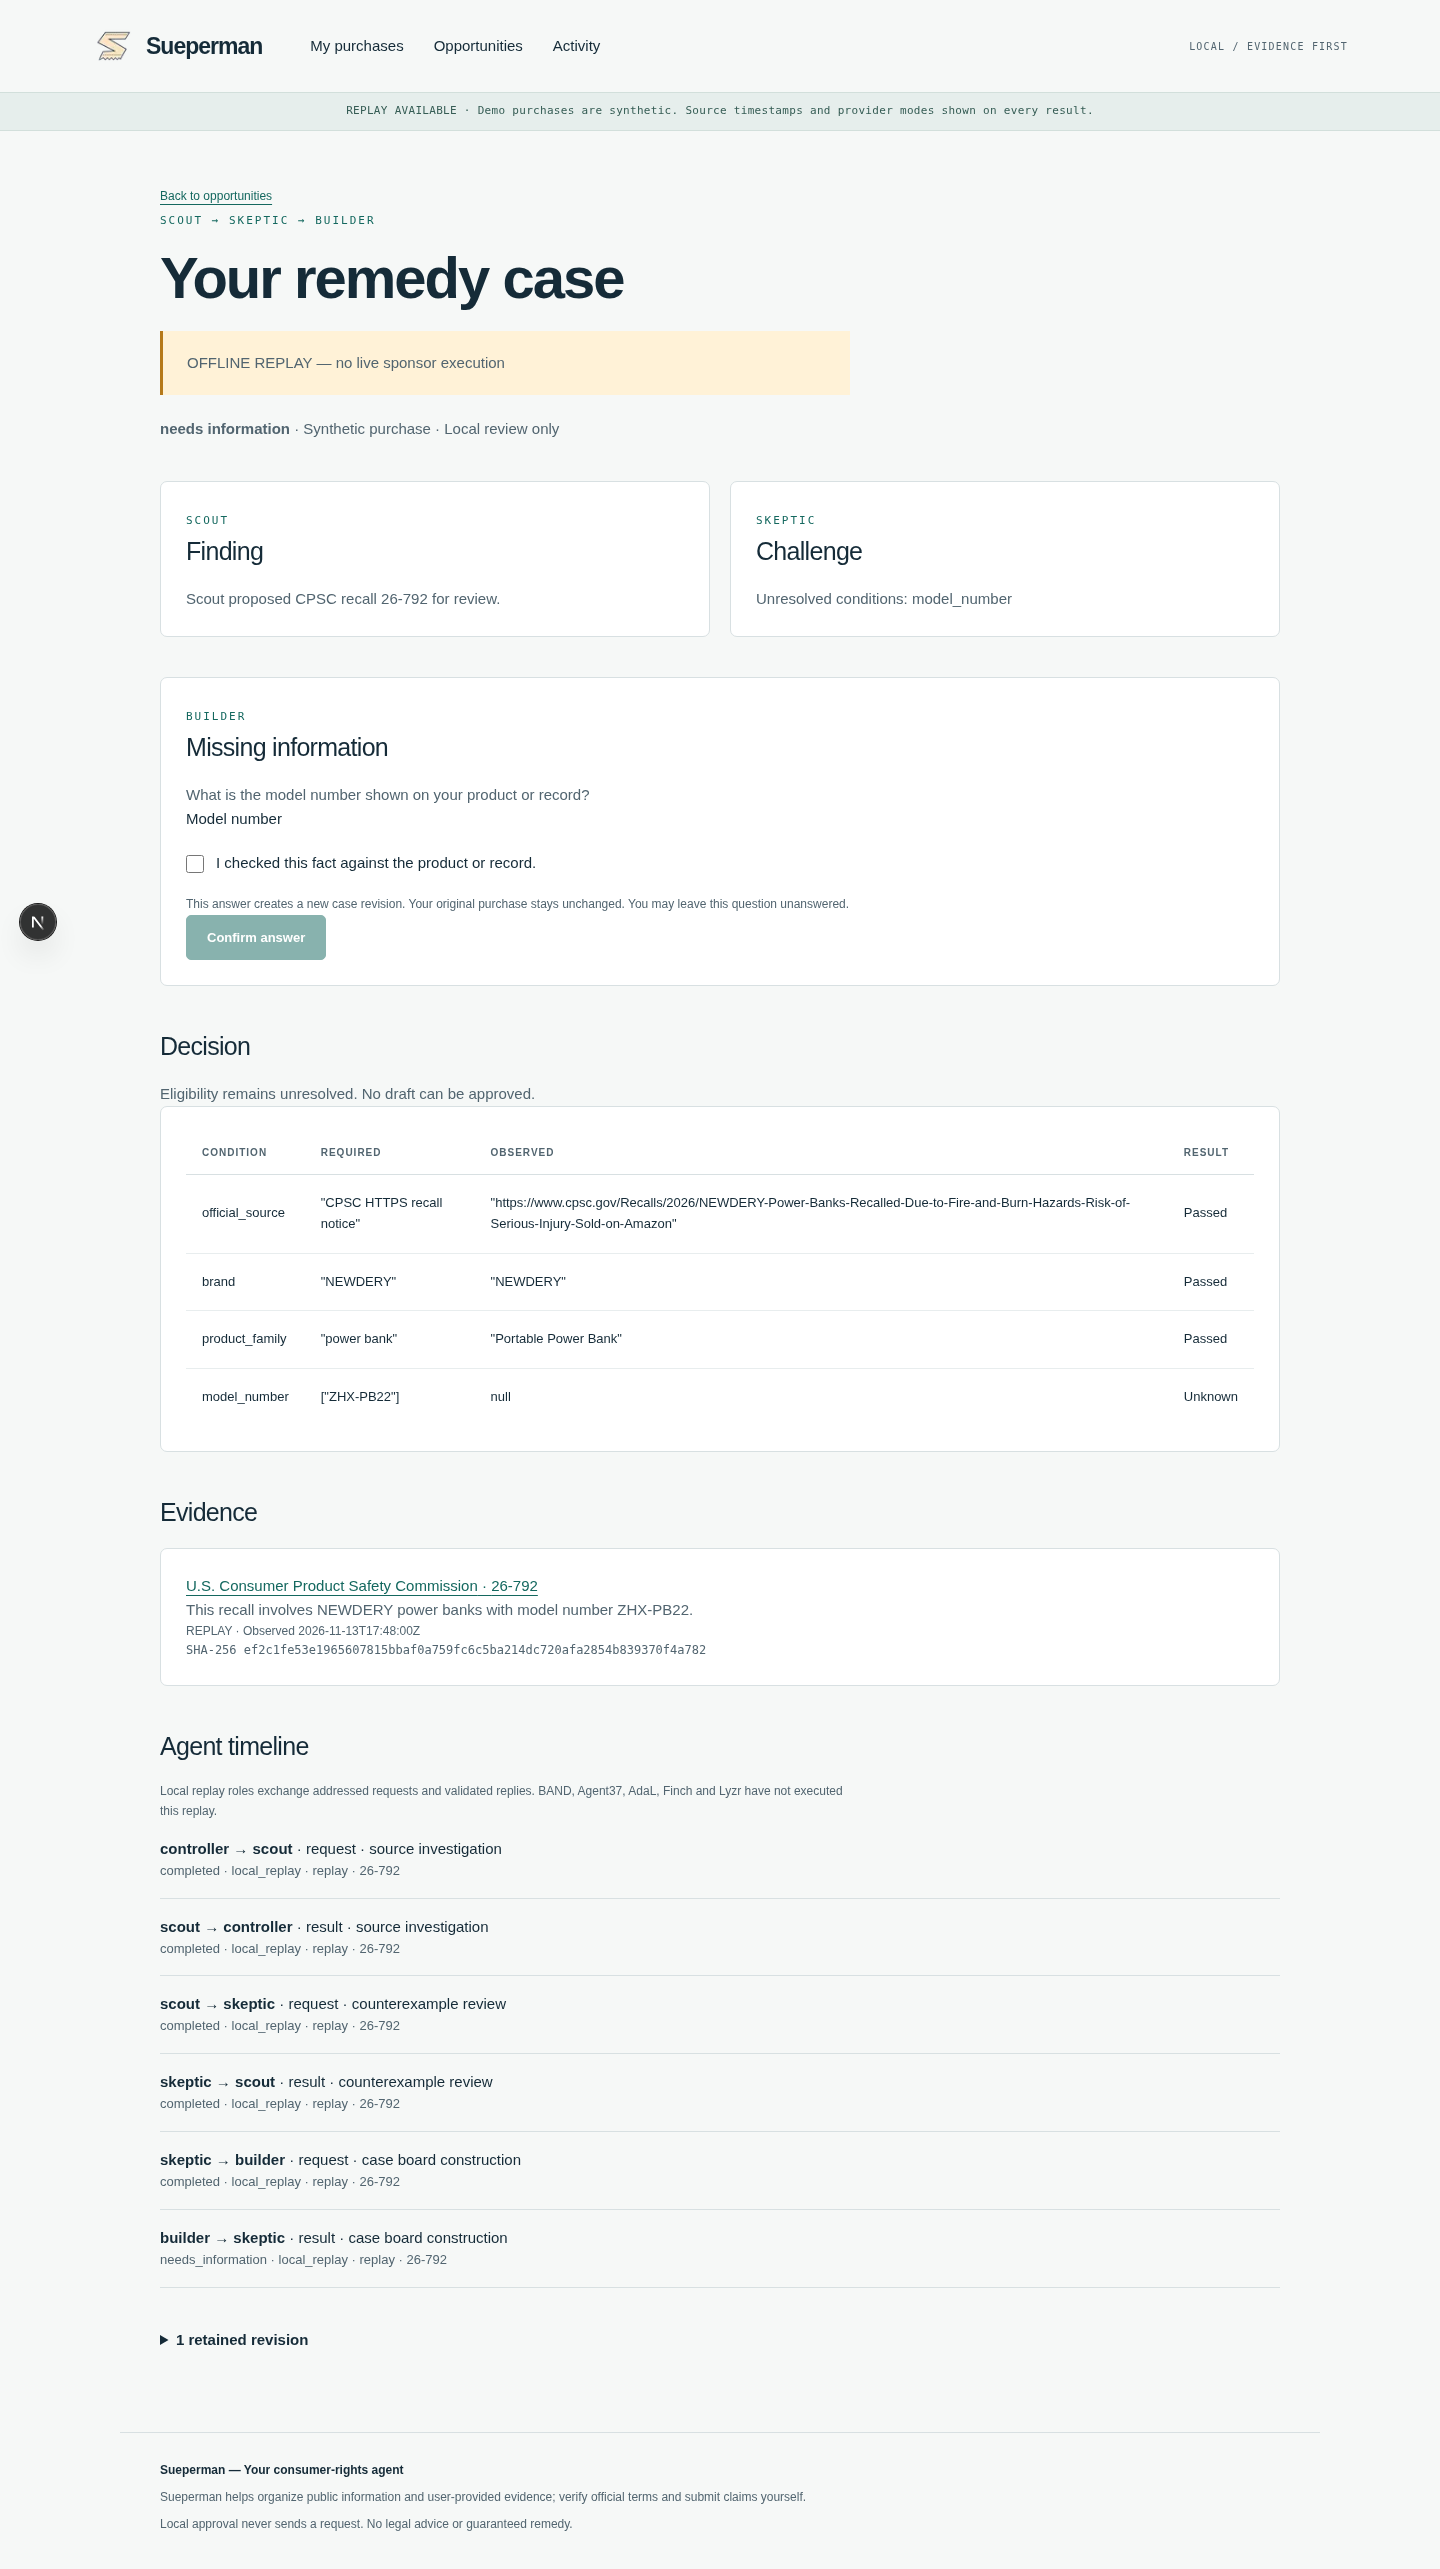 Sueperman
My purchases
Opportunities
Activity
LOCAL / EVIDENCE FIRST
REPLAY AVAILABLE · Demo purchases are synthetic. Source timestamps and provider modes shown on every result.
Back to opportunities
SCOUT → SKEPTIC → BUILDER
Your remedy case
OFFLINE REPLAY — no live sponsor execution
needs information · Synthetic purchase · Local review only
SCOUT
Finding
Scout proposed CPSC recall 26-792 for review.
SKEPTIC
Challenge
Unresolved conditions: model_number
BUILDER
Missing information
What is the model number shown on your product or record?
Model number
I checked this fact against the product or record.
This answer creates a new case revision. Your original purchase stays unchanged. You may leave this question unanswered.
Confirm answer
N
Decision
Eligibility remains unresolved. No draft can be approved.
CONDITION REQUIRED OBSERVED RESULT
official_source "CPSC HTTPS recall notice" "https://www.cpsc.gov/Recalls/2026/NEWDERY-Power-Banks-Recalled-Due-to-Fire-and-Burn-Hazards-Risk-of-Serious-Injury-Sold-on-Amazon" Passed
brand "NEWDERY" "NEWDERY" Passed
product_family "power bank" "Portable Power Bank" Passed
model_number ["ZHX-PB22"] null Unknown
Evidence
U.S. Consumer Product Safety Commission · 26-792
This recall involves NEWDERY power banks with model number ZHX-PB22.
REPLAY · Observed 2026-11-13T17:48:00Z
SHA-256 ef2c1fe53e1965607815bbaf0a759fc6c5ba214dc720afa2854b839370f4a782
Agent timeline
Local replay roles exchange addressed requests and validated replies. BAND, Agent37, AdaL, Finch and Lyzr have not executed
this replay.
controller → scout · request · source investigation
completed · local_replay · replay · 26-792
scout → controller · result · source investigation
completed · local_replay · replay · 26-792
scout → skeptic · request · counterexample review
completed · local_replay · replay · 26-792
skeptic → scout · result · counterexample review
completed · local_replay · replay · 26-792
skeptic → builder · request · case board construction
completed · local_replay · replay · 26-792
builder → skeptic · result · case board construction
needs_information · local_replay · replay · 26-792
1 retained revision
Sueperman — Your consumer-rights agent
Sueperman helps organize public information and user-provided evidence; verify official terms and submit claims yourself.
Local approval never sends a request. No legal advice or guaranteed remedy.